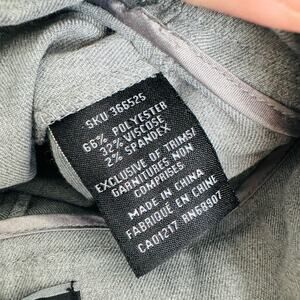 SKU 366525
66% POLYESTER
32% VISCOSE
2% SPANDEX
EXCLUSIVE OF TRIMS/
GARNITURES NON
COMPRISES
MADE IN CHINA
FABRIQUÉ EN CHINE
CA01217 RN68907